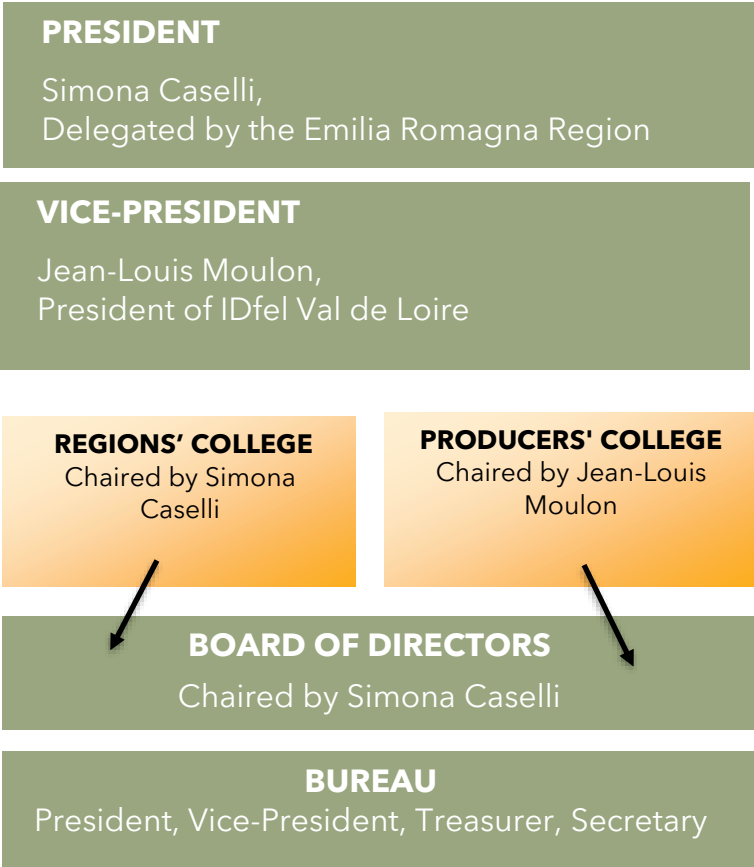 PRESIDENT
Simona Caselli,
Delegated by the Emilia Romagna Region
VICE-PRESIDENT
Jean-Louis Moulon,
President of IDfel Val de Loire
REGIONS’ COLLEGE
Chaired by Simona
Caselli
PRODUCERS' COLLEGE
Chaired by Jean-Louis
Moulon
BOARD OF DIRECTORS
Chaired by Simona Caselli
BUREAU
President, Vice-President, Treasurer, Secretary